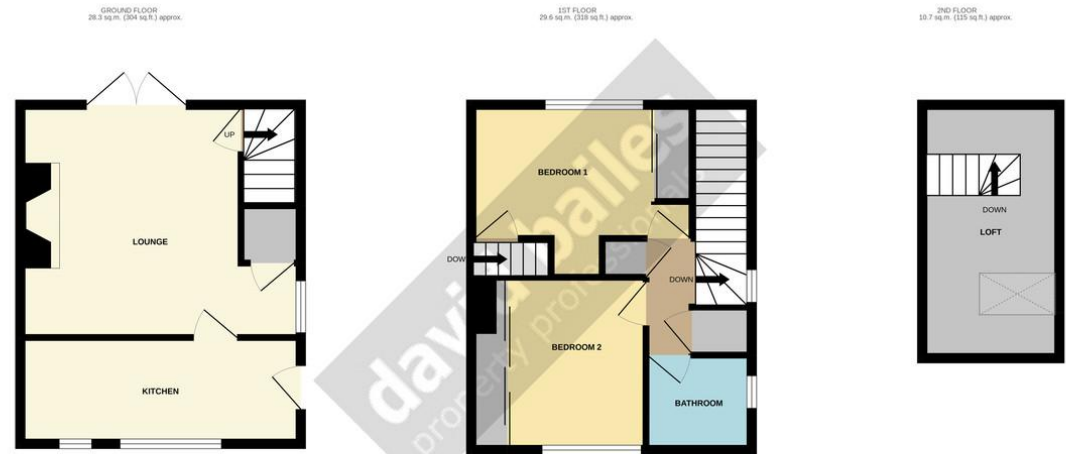 GROUND FLOOR
28.3 sq.m. (304 sq.ft.) approx.
1ST FLOOR
29.6 sq.m. (318 sq.ft.) approx.
2ND FLOOR
10.7 sq.m. (115 sq.ft.) approx.
UP
LOUNGE
KITCHEN
BEDROOM 1
DOW
DOWN
BEDROOM 2
BATHROOM
DOWN
LOFT
david bailes
property professionals